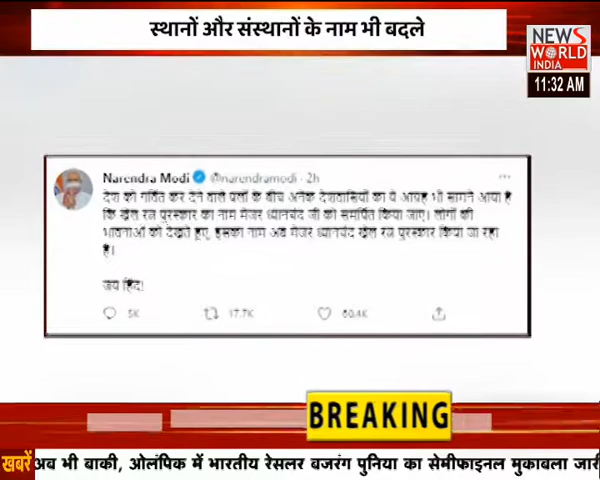 स्थानों और संस्थानों के नाम भी बदले
NEWS
WORLD
INDIA
11:32 AM
Narendra Modi @narendramodi · 2h
देश को गर्वित कर देने वाले पलों के बीच अनेक देशवासियों का ये आग्रह भी सामने आया है
कि खेल रत्न पुरस्कार का नाम मेजर ध्यानचंद जी को समर्पित किया जाए। लोगों की
भावनाओं को देखते हुए, इसका नाम अब मेजर ध्यानचंद खेल रत्न पुरस्कार किया जा रहा
है।
जय हिंद!
5K 17.7K 60.4K
BREAKING
खबरें अब भी बाकी, ओलंपिक में भारतीय रेसलर बजरंग पुनिया का सेमीफाइनल मुकाबला जारी